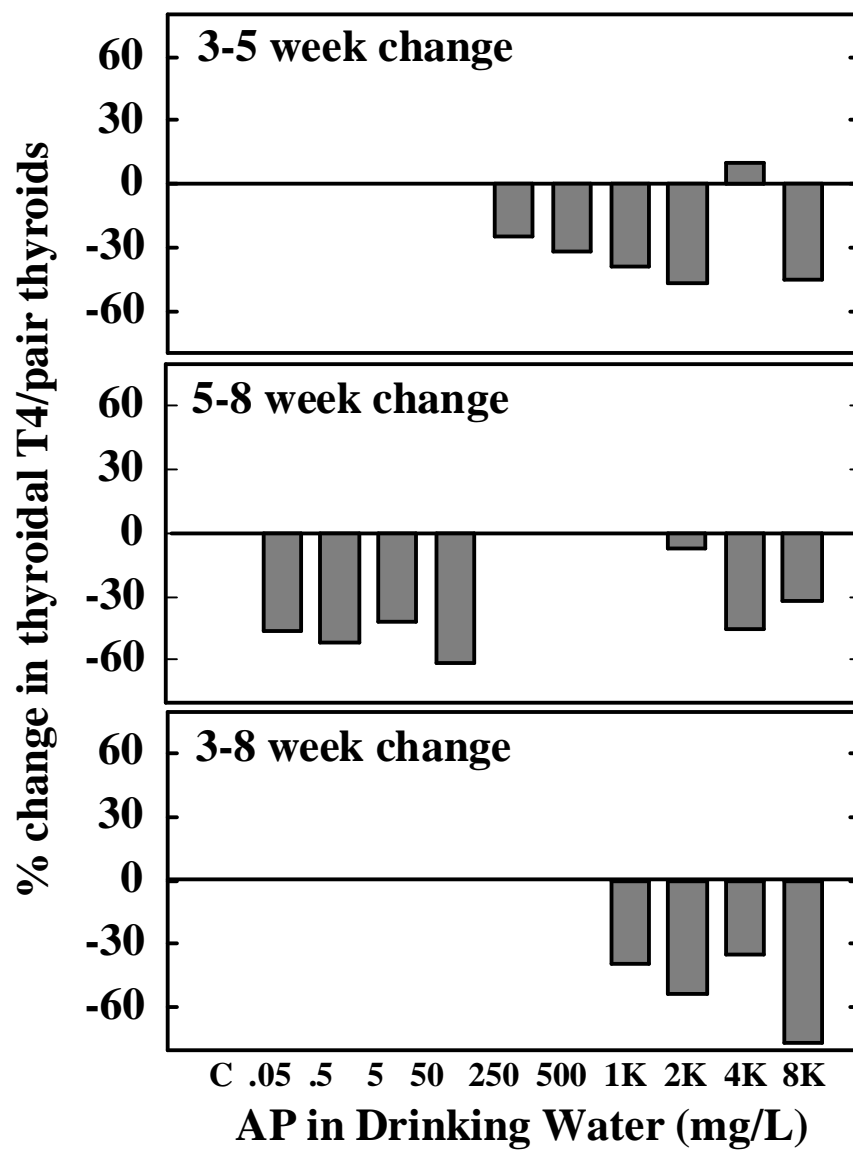 % change in thyroidal T4/pair thyroids
3-5 week change
60
30
0
-30
-60
5-8 week change
60
30
0
-30
-60
3-8 week change
60
30
0
-30
-60
C .05 .5 5 50 250 500 1K 2K 4K 8K
AP in Drinking Water (mg/L)